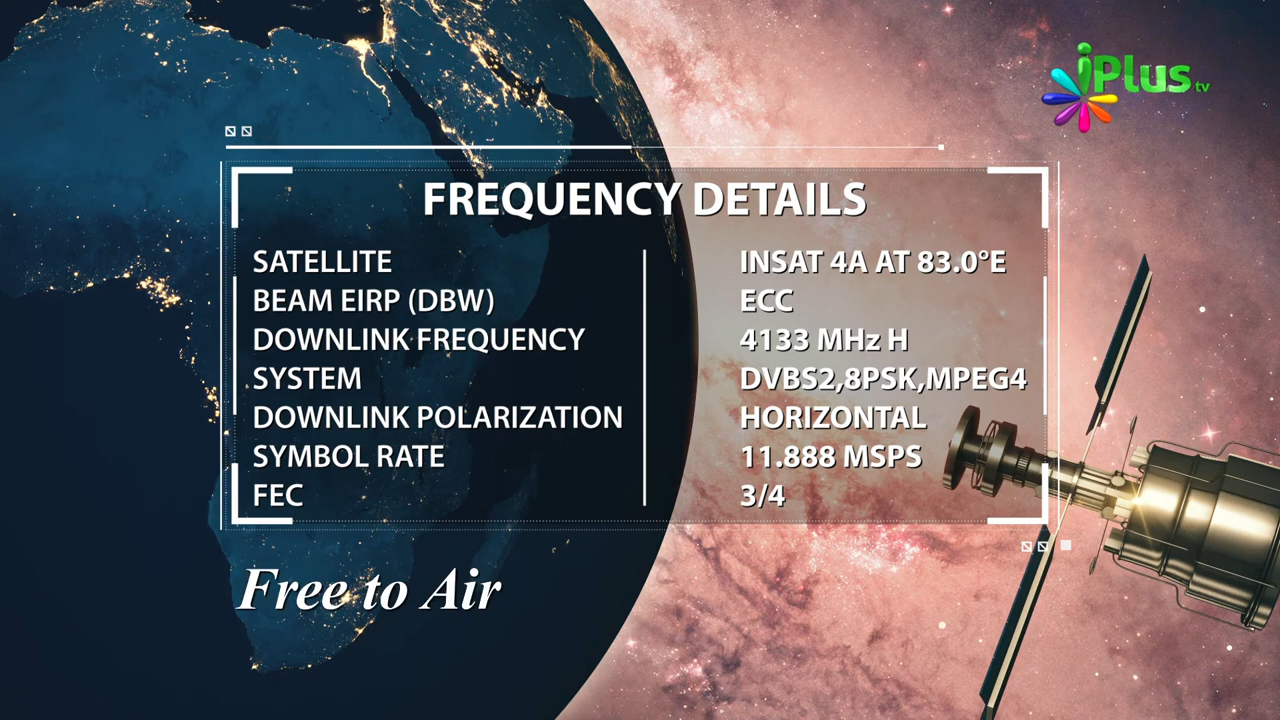 iPlus tv
FREQUENCY DETAILS
SATELLITE INSAT 4A AT 83.0°E
BEAM EIRP (DBW) ECC
DOWNLINK FREQUENCY 4133 MHz H
SYSTEM DVBS2,8PSK,MPEG4
DOWNLINK POLARIZATION HORIZONTAL
SYMBOL RATE 11.888 MSPS
FEC 3/4
Free to Air